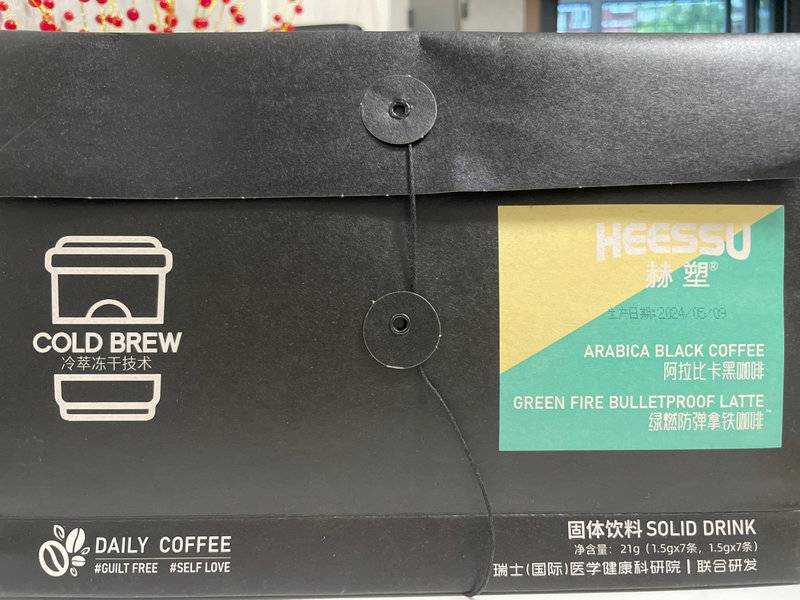 COLD BREW
冷萃冻干技术
HEESSU
赫塑®
生产日期:2024/05/09
ARABICA BLACK COFFEE
阿拉比卡黑咖啡
GREEN FIRE BULLETPROOF LATTE
绿燃防弹拿铁咖啡™
DAILY COFFEE
#GUILT FREE #SELF LOVE
固体饮料 SOLID DRINK
净含量：21g（1.5gx7条，1.5gx7条）
瑞士(国际)医学健康科研院 | 联合研发